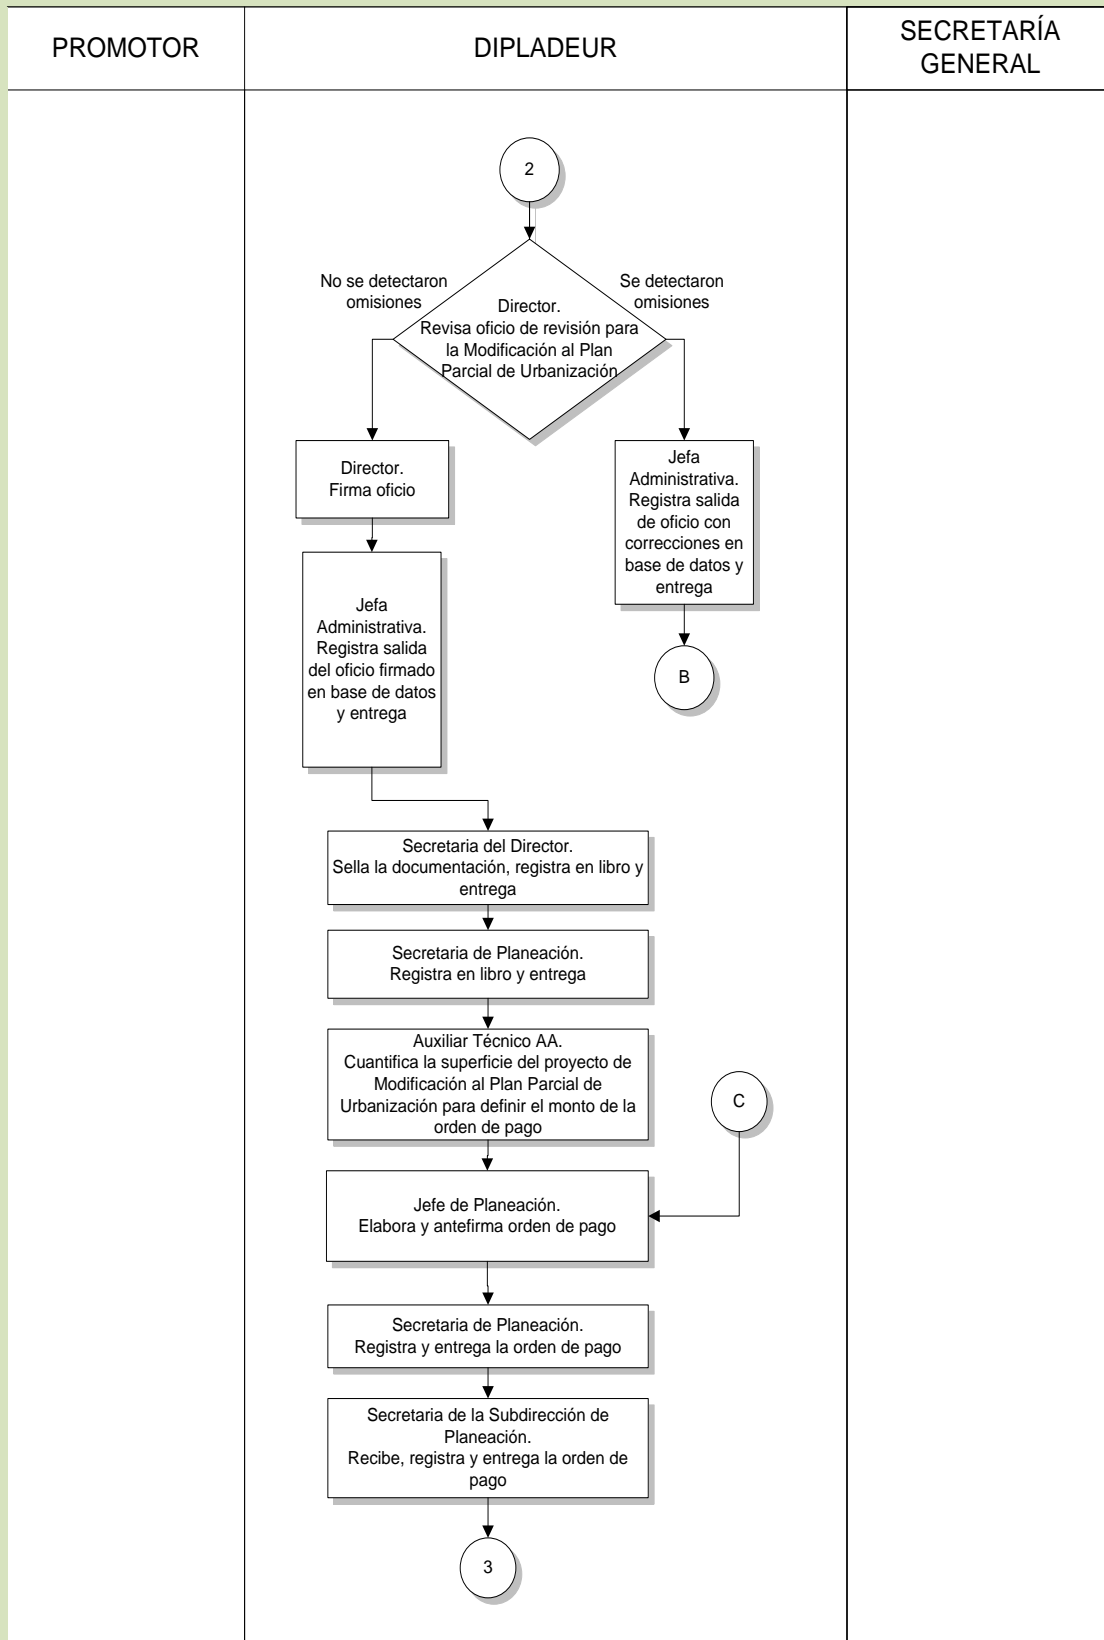 PROMOTOR
DIPLADEUR
SECRETARÍA
GENERAL
2
No se detectaron
omisiones
Se detectaron
omisiones
Director.
Revisa oficio de revisión para
la Modificación al Plan
Parcial de Urbanización
Director.
Firma oficio
Jefa
Administrativa.
Registra salida
de oficio con
correcciones en
base de datos y
entrega
Jefa
Administrativa.
Registra salida
del oficio firmado
en base de datos
y entrega
B
Secretaria del Director.
Sella la documentación, registra en libro y
entrega
Secretaria de Planeación.
Registra en libro y entrega
Auxiliar Técnico AA.
Cuantifica la superficie del proyecto de
Modificación al Plan Parcial de
Urbanización para definir el monto de la
orden de pago
C
Jefe de Planeación.
Elabora y antefirma orden de pago
Secretaria de Planeación.
Registra y entrega la orden de pago
Secretaria de la Subdirección de
Planeación.
Recibe, registra y entrega la orden de
pago
3